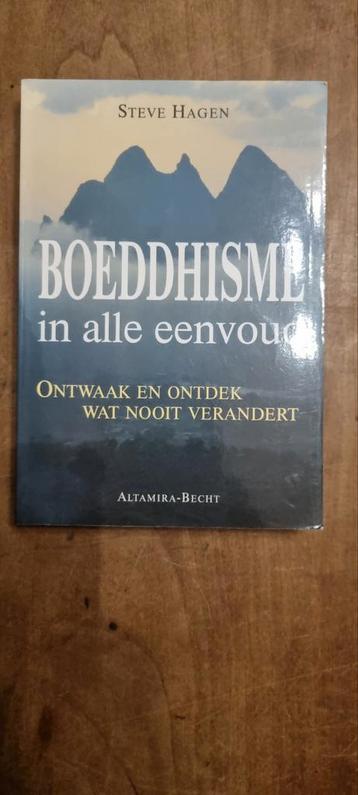 STEVE HAGEN
BOEDDHISME
in alle eenvoud
ONTWAAK EN ONTDEK
WAT NOOIT VERANDERT
ALTAMIRA-BECHT